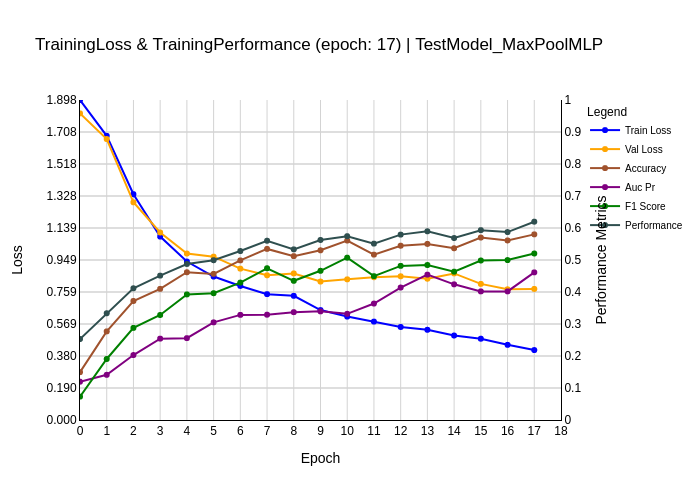 TrainingLoss & TrainingPerformance (epoch: 17) | TestModel_MaxPoolMLP
1.898
1.708
1.518
1.328
1.139
0.949
0.759
0.569
0.380
0.190
0.000
Loss
0 1 2 3 4 5 6 7 8 9 10 11 12 13 14 15 16 17 18
Epoch
1
0.9
0.8
0.7
0.6
0.5
0.4
0.3
0.2
0.1
0
Performance Metrics
Legend
Train Loss
Val Loss
Accuracy
Auc Pr
F1 Score
Performance